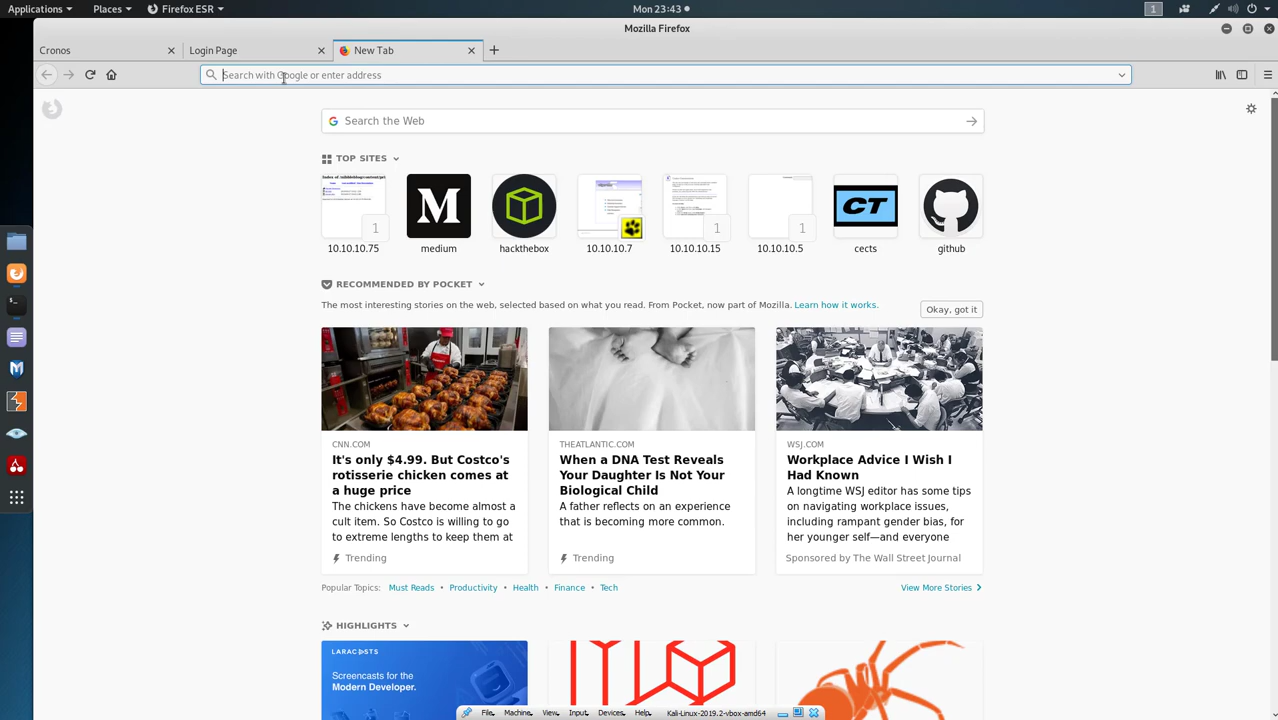 Applications Places Firefox ESR Mon 23:43 1
Mozilla Firefox
Cronos Login Page New Tab
Search with Google or enter address
Search the Web
TOP SITES
1 M 1 1 CT
10.10.10.75 medium hackthebox 10.10.10.7 10.10.10.15 10.10.10.5 cects github
RECOMMENDED BY POCKET
The most interesting stories on the web, selected based on what you read. From Pocket, now part of Mozilla. Learn how it works. Okay, got it
CNN.COM
It's only $4.99. But Costco's
rotisserie chicken comes at
a huge price
The chickens have become almost a
cult item. So Costco is willing to go
to extreme lengths to keep them at
Trending
THEATLANTIC.COM
When a DNA Test Reveals
Your Daughter Is Not Your
Biological Child
A father reflects on an experience
that is becoming more common.
Trending
WSJ.COM
Workplace Advice I Wish I
Had Known
A longtime WSJ editor has some tips
on navigating workplace issues,
including rampant gender bias, for
her younger self—and everyone
Sponsored by The Wall Street Journal
Popular Topics: Must Reads • Productivity • Health • Finance • Tech View More Stories
HIGHLIGHTS
LARACASTS
Screencasts for the
Modern Developer.
File Machine View Input Devices Help Kali-Linux-2019.2-vbox-amd64